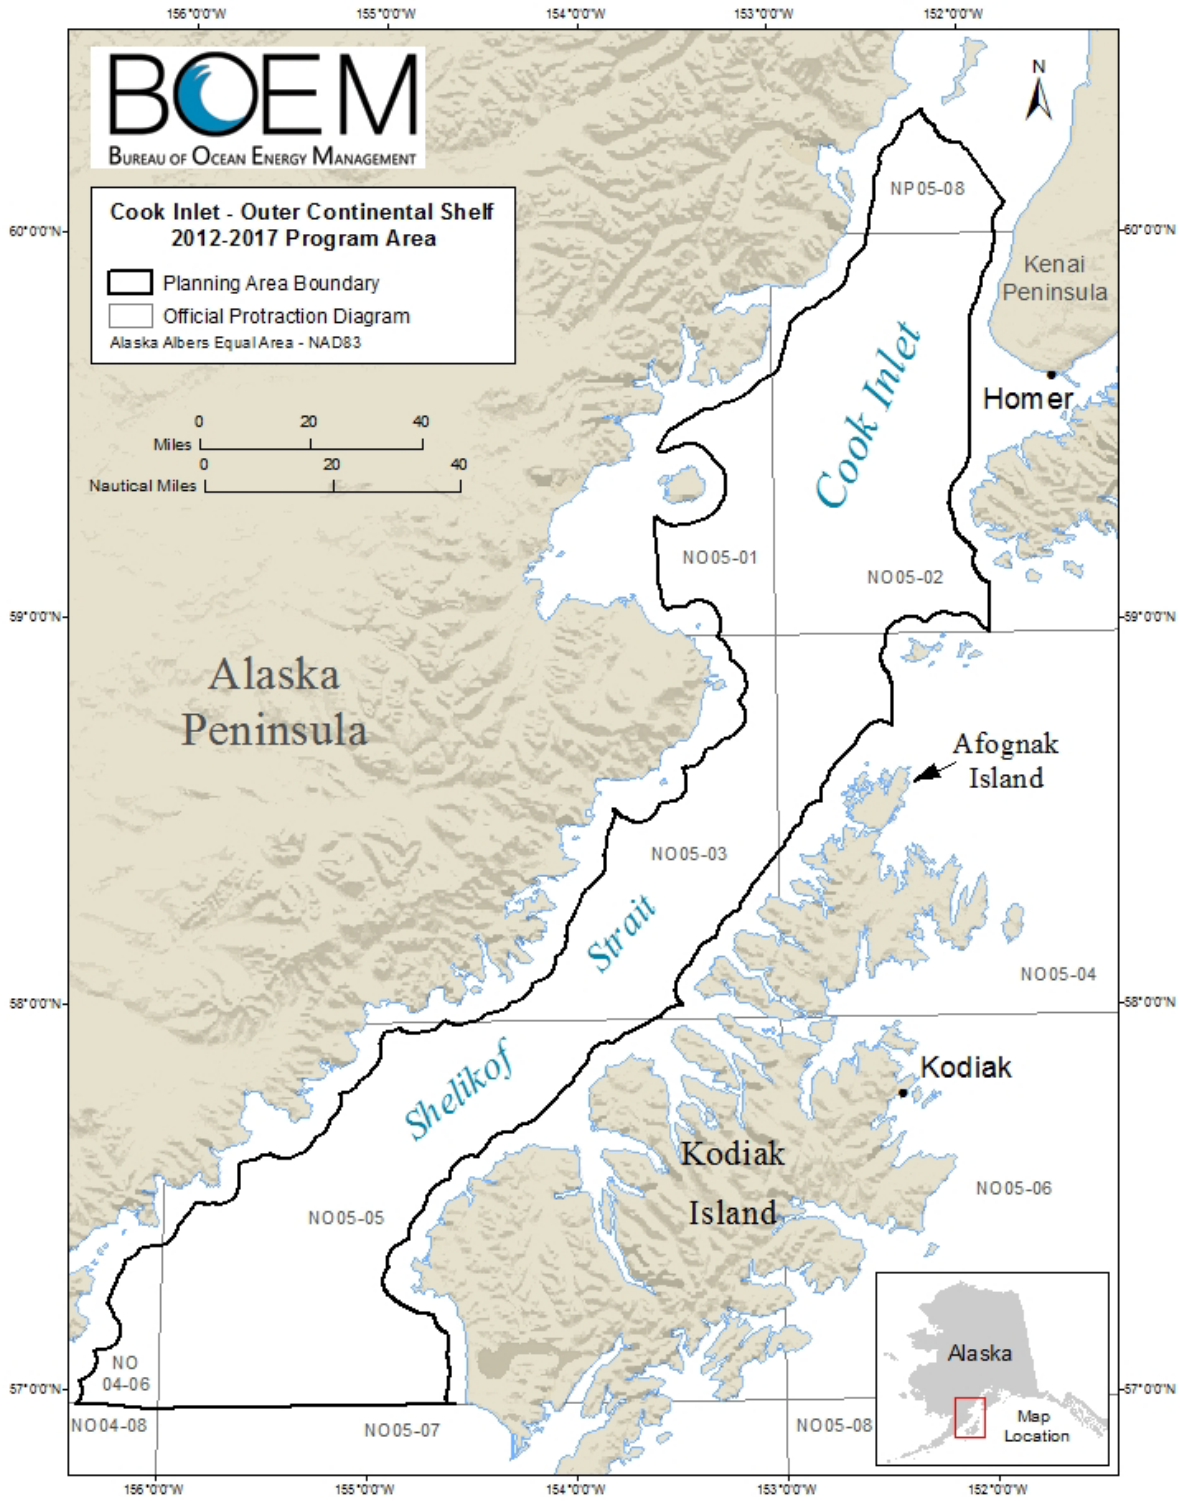 156°0'0"W
155°0'0"W
154°0'0"W
153°0'0"W
152°0'0"W
BOEM
BUREAU OF OCEAN ENERGY MANAGEMENT
N
NP05-08
Cook Inlet - Outer Continental Shelf
2012-2017 Program Area
Planning Area Boundary
Official Protraction Diagram
Alaska Albers Equal Area - NAD83
60°0'0"N
60°0'0"N
Kenai
Peninsula
Cook Inlet
Homer
0 20 40
Miles
0 20 40
Nautical Miles
NO05-01
NO05-02
59°0'0"N
59°0'0"N
Alaska
Peninsula
Afognak
Island
NO05-03
Strait
NO05-04
58°0'0"N
58°0'0"N
Shelikof
Kodiak
Kodiak
Island
NO05-06
NO05-05
Alaska
Map
Location
NO
04-06
57°0'0"N
57°0'0"N
NO04-08
NO05-07
NO05-08
156°0'0"W
155°0'0"W
154°0'0"W
153°0'0"W
152°0'0"W